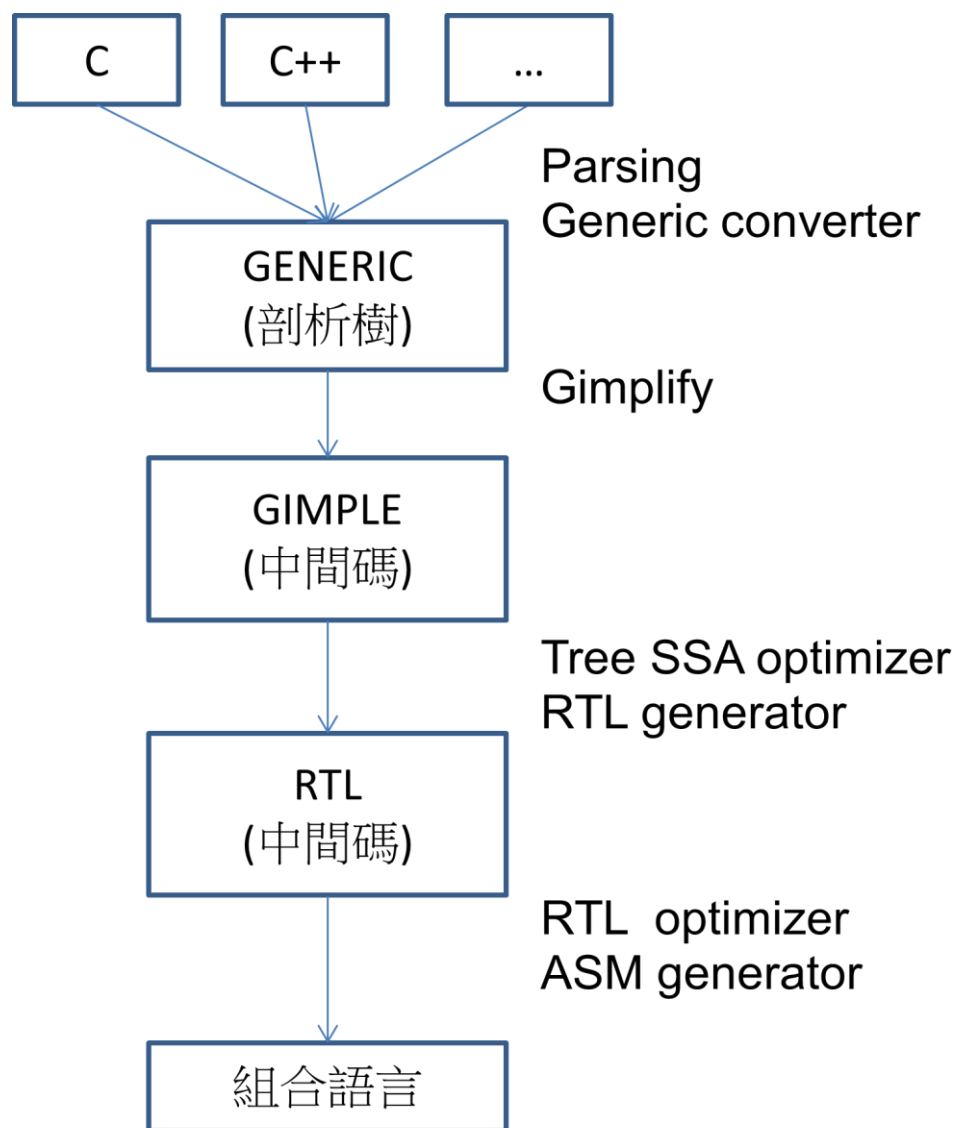 C
C++
...
Parsing
Generic converter
GENERIC
(剖析樹)
Gimplify
GIMPLE
(中間碼)
Tree SSA optimizer
RTL generator
RTL
(中間碼)
RTL optimizer
ASM generator
組合語言